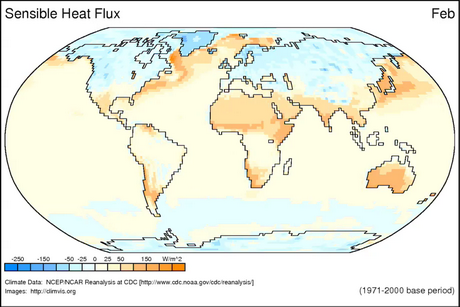 Sensible Heat Flux Feb
-250 -150 -50 0 25 50 150 W/m^2
Climate Data: NCEP/NCAR Reanalysis at CDC [http://www.cdc.noaa.gov/cdc/reanalysis/]
Images: http://climvis.org (1971-2000 base period)